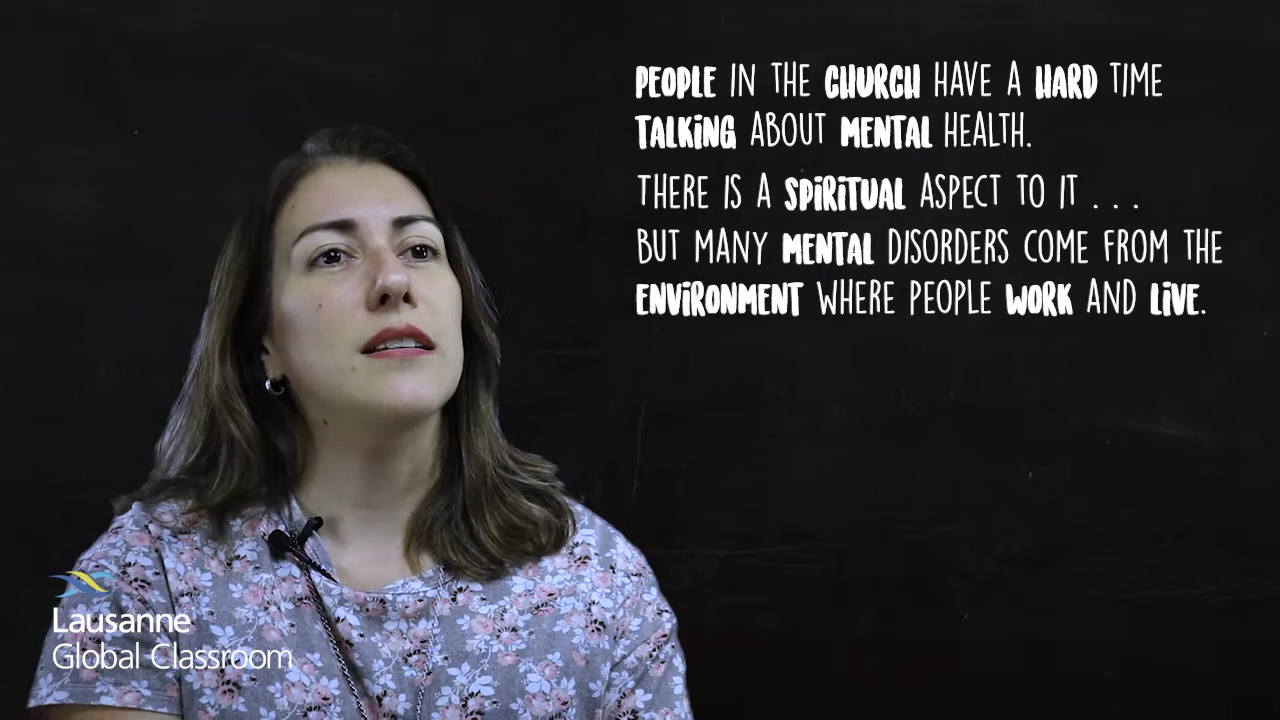 PEOPLE IN THE CHURCH HAVE A HARD TIME
TALKING ABOUT MENTAL HEALTH.
THERE IS A SPIRITUAL ASPECT TO IT . . .
BUT MANY MENTAL DISORDERS COME FROM THE
ENVIRONMENT WHERE PEOPLE WORK AND LIVE.
Lausanne
Global Classroom